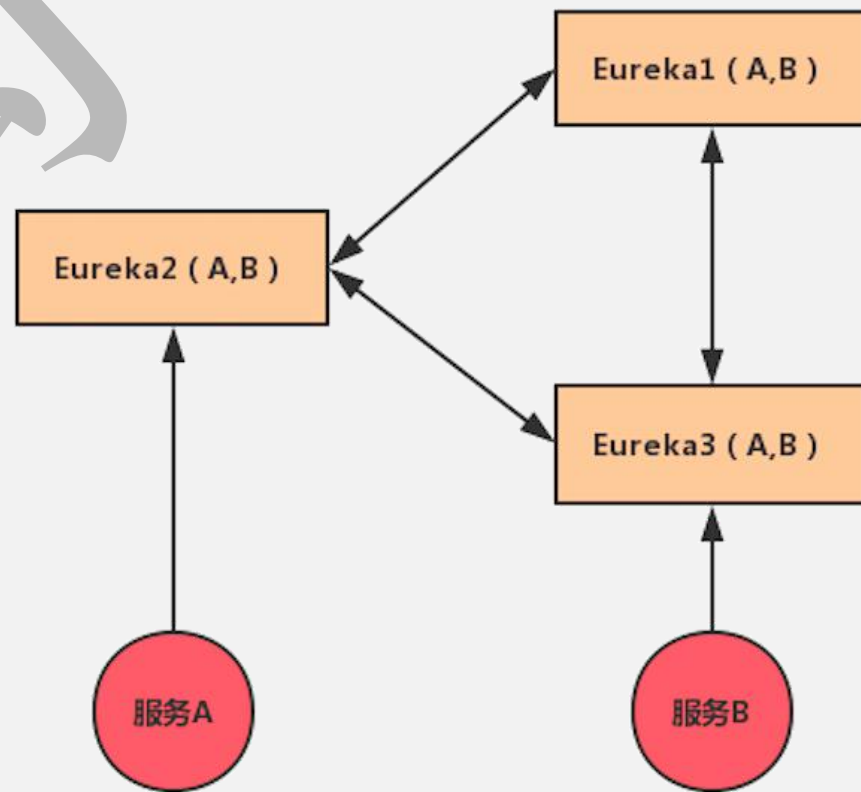 Eureka1 ( A,B )
Eureka2 ( A,B )
Eureka3 ( A,B )
服务A
服务B